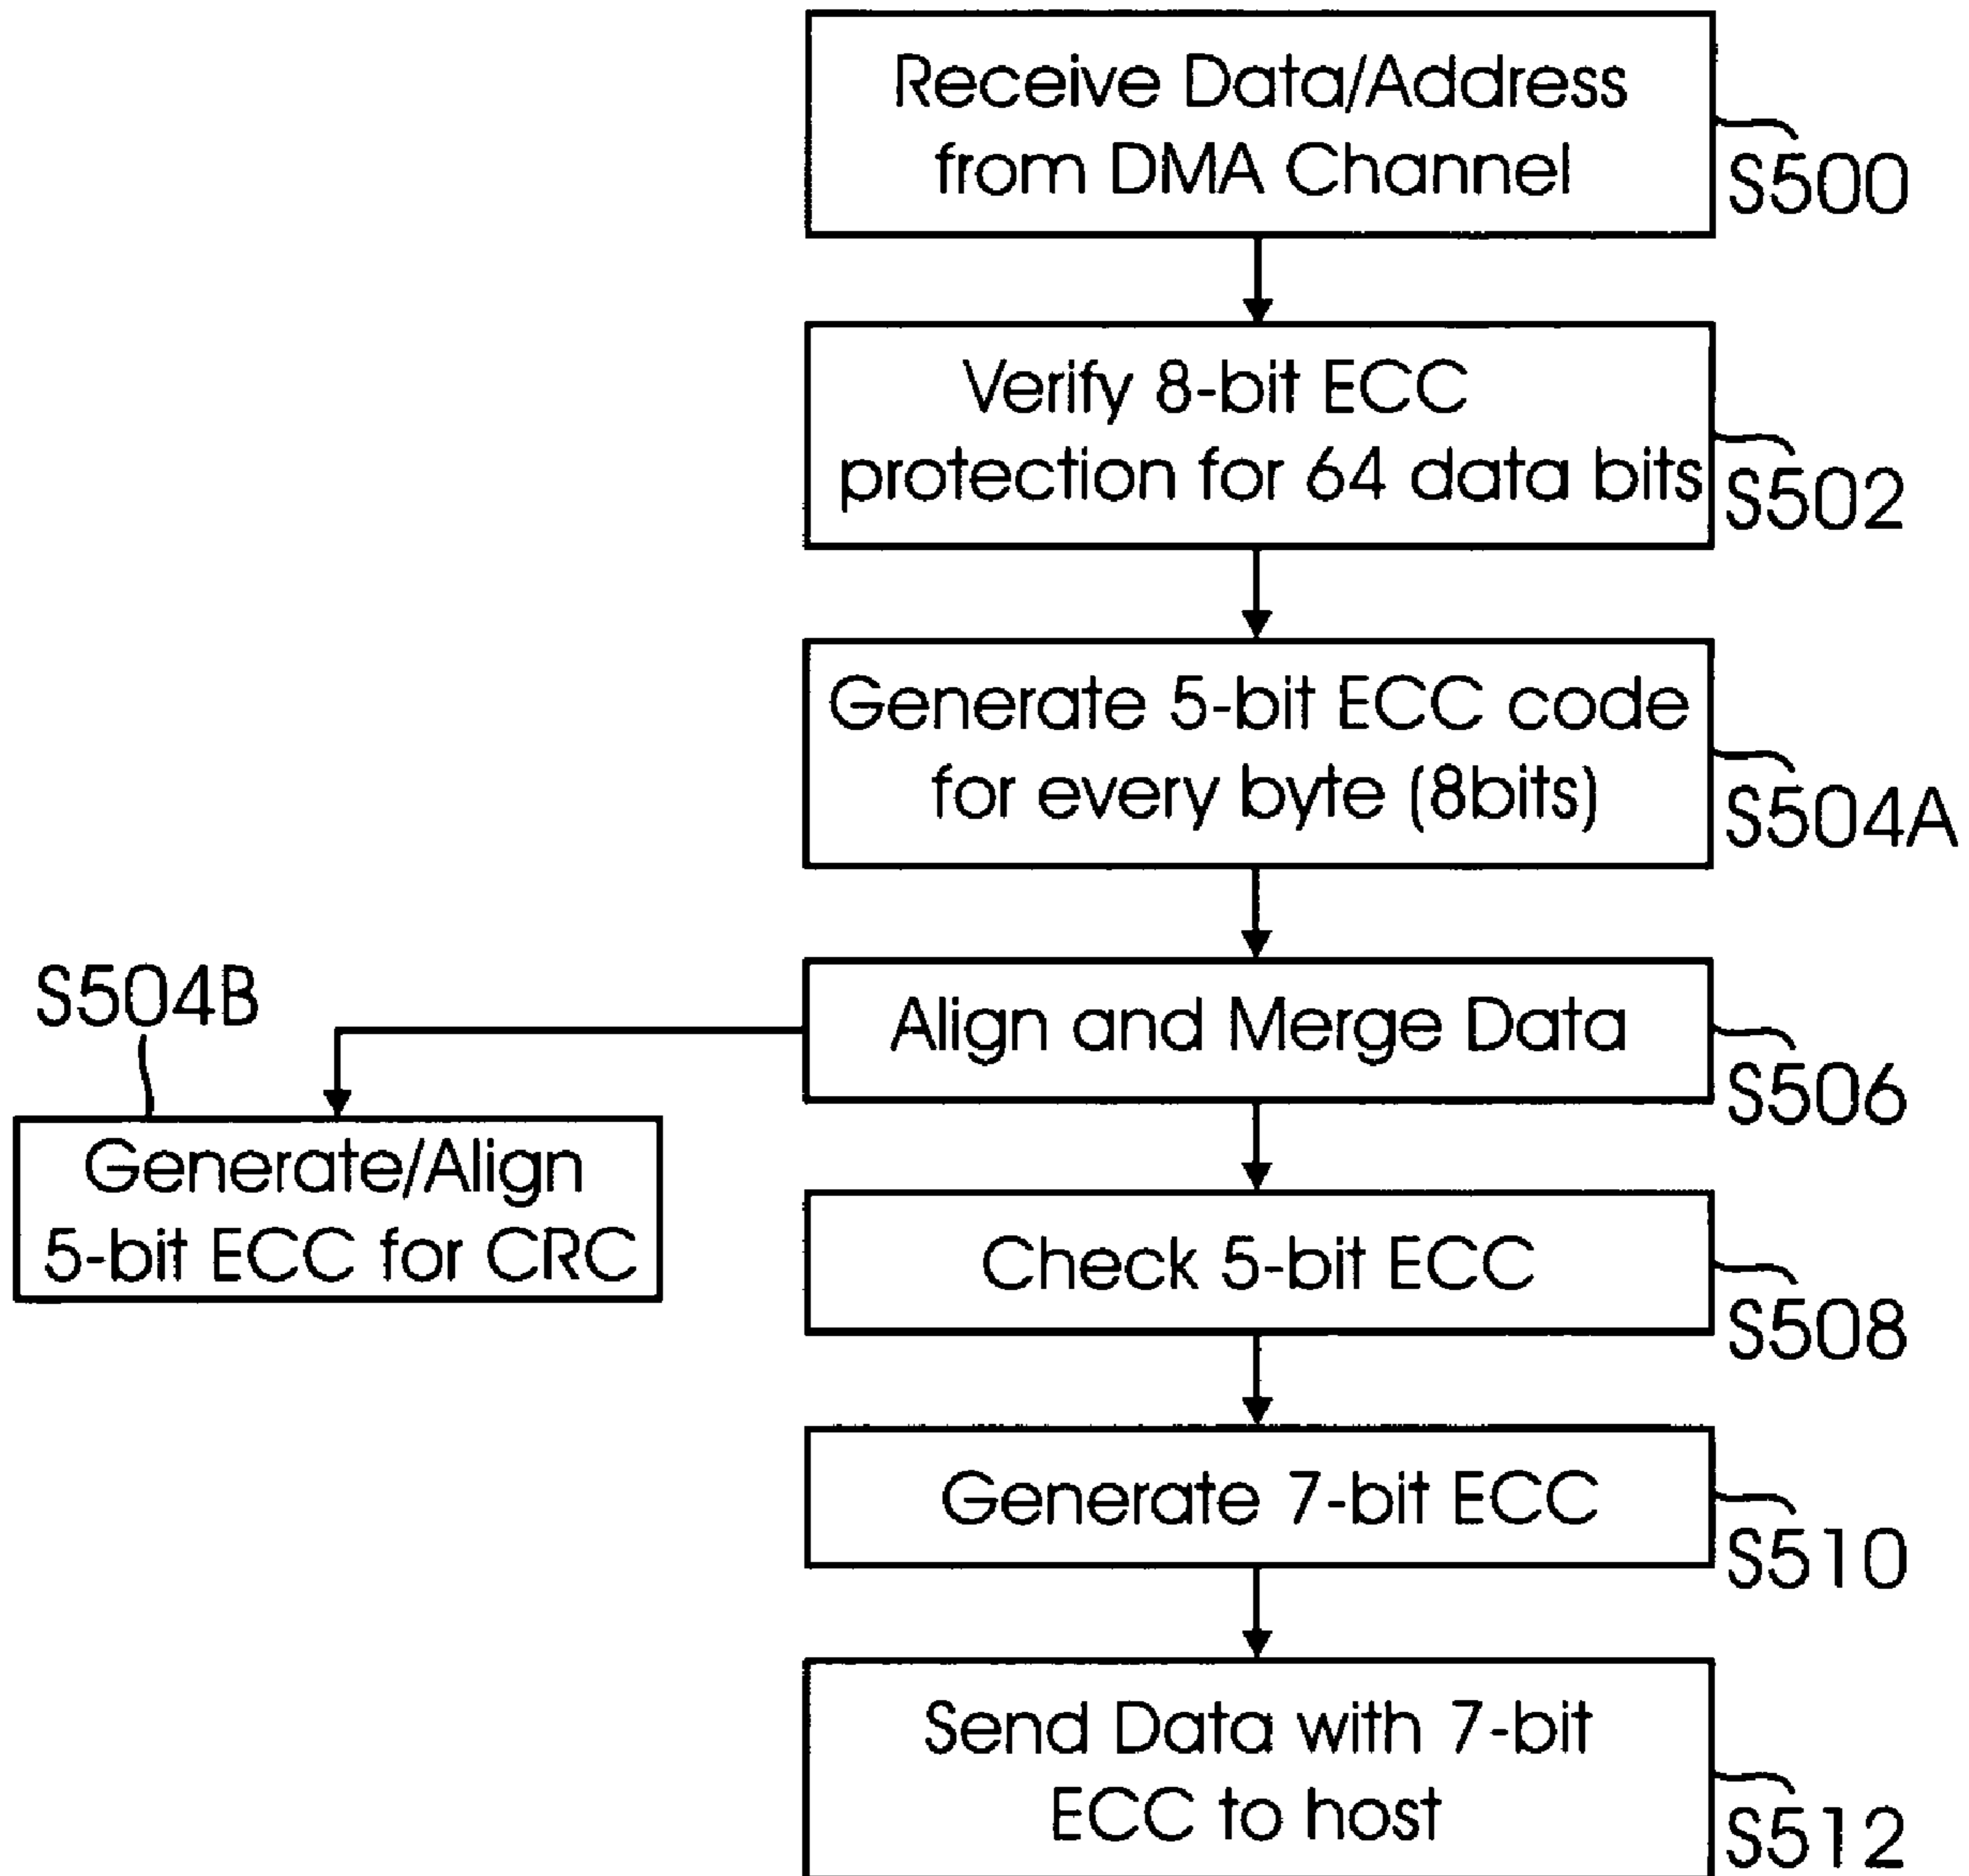 Receive Data/Address
from DMA Channel
S500
Verify 8-bit ECC
protection for 64 data bits
S502
Generate 5-bit ECC code
for every byte (8bits)
S504A
Align and Merge Data
S506
S504B
Generate/Align
5-bit ECC for CRC
Check 5-bit ECC
S508
Generate 7-bit ECC
S510
Send Data with 7-bit
ECC to host
S512